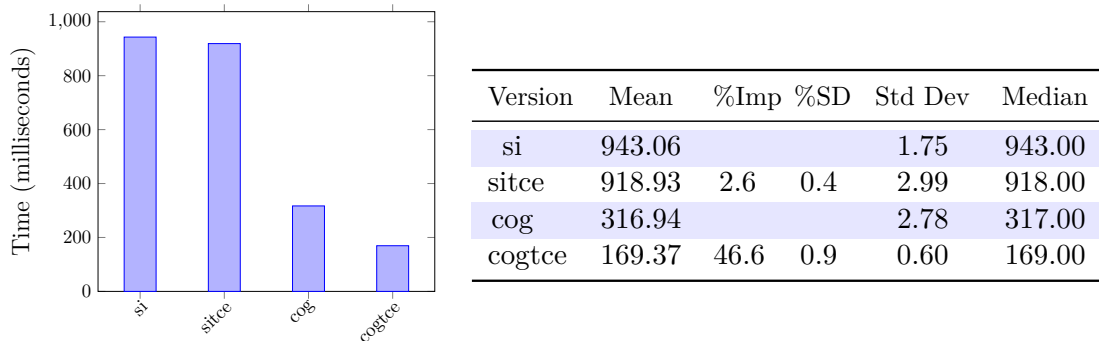 Time (milliseconds)
1,000
800
600
400
200
0
si
sitce
cog
cogtce
Version Mean %Imp %SD Std Dev Median
si 943.06 1.75 943.00
sitce 918.93 2.6 0.4 2.99 918.00
cog 316.94 2.78 317.00
cogtce 169.37 46.6 0.9 0.60 169.00